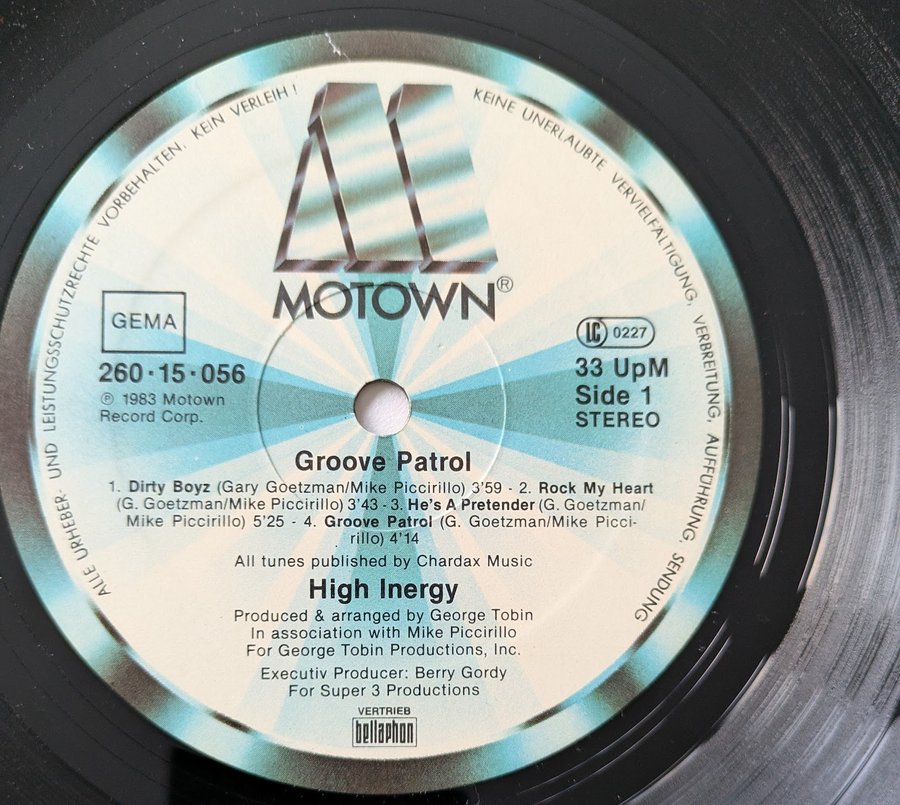 ALLE URHEBER- UND LEISTUNGSSCHUTZRECHTE VORBEHALTEN. KEIN VERLEIH!
KEINE UNERLAUBTE VERVIELFÄLTIGUNG, VERBREITUNG, AUFFÜHRUNG, SENDUNG
MOTOWN®
GEMA
260·15·056
℗ 1983 Motown
Record Corp.
LC 0227
33 UpM
Side 1
STEREO
Groove Patrol
1. Dirty Boyz (Gary Goetzman/Mike Piccirillo) 3'59 - 2. Rock My Heart
(G. Goetzman/Mike Piccirillo) 3'43 - 3. He's A Pretender (G. Goetzman/
Mike Piccirillo) 5'25 - 4. Groove Patrol (G. Goetzman/Mike Picci-
rillo) 4'14
All tunes published by Chardax Music
High Inergy
Produced & arranged by George Tobin
In association with Mike Piccirillo
For George Tobin Productions, Inc.
Executiv Producer: Berry Gordy
For Super 3 Productions
VERTRIEB
bellaphon